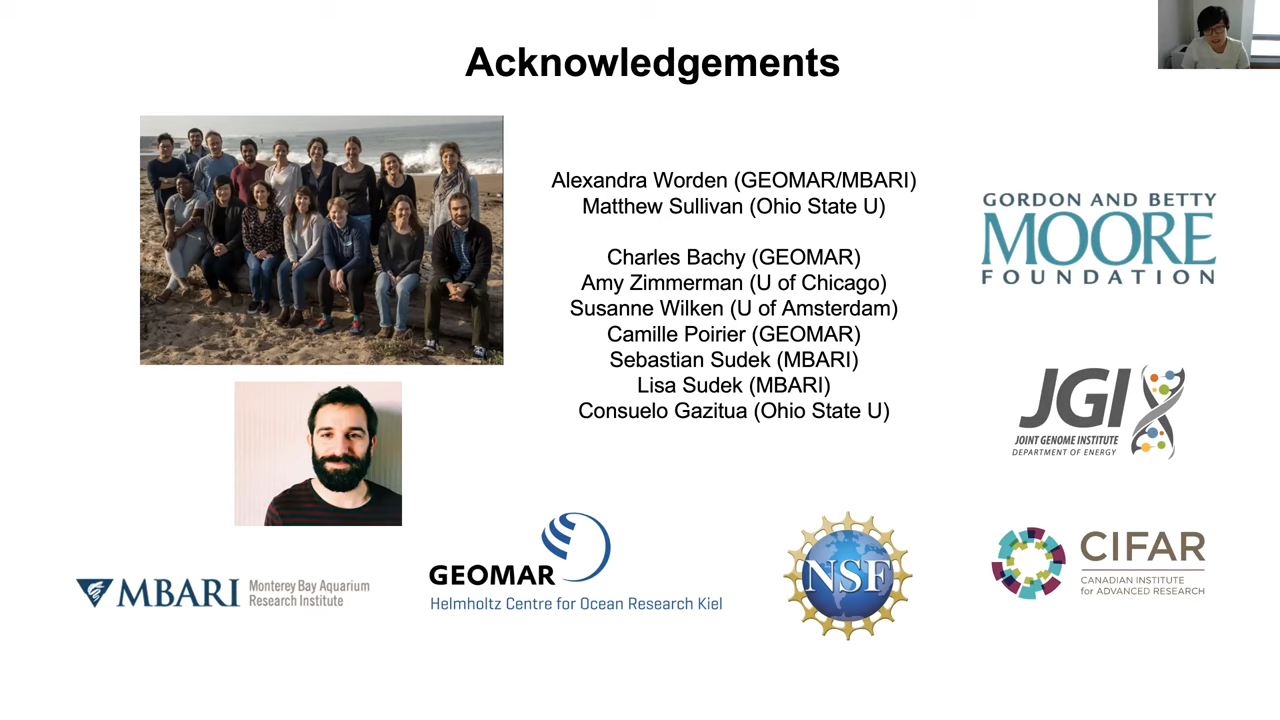 Acknowledgements
Alexandra Worden (GEOMAR/MBARI)
Matthew Sullivan (Ohio State U)
Charles Bachy (GEOMAR)
Amy Zimmerman (U of Chicago)
Susanne Wilken (U of Amsterdam)
Camille Poirier (GEOMAR)
Sebastian Sudek (MBARI)
Lisa Sudek (MBARI)
Consuelo Gazitua (Ohio State U)
GORDON AND BETTY
MOORE
FOUNDATION
JGI
JOINT GENOME INSTITUTE
DEPARTMENT OF ENERGY
MBARI
Monterey Bay Aquarium
Research Institute
GEOMAR
Helmholtz Centre for Ocean Research Kiel
NSF
CIFAR
CANADIAN INSTITUTE
for ADVANCED RESEARCH